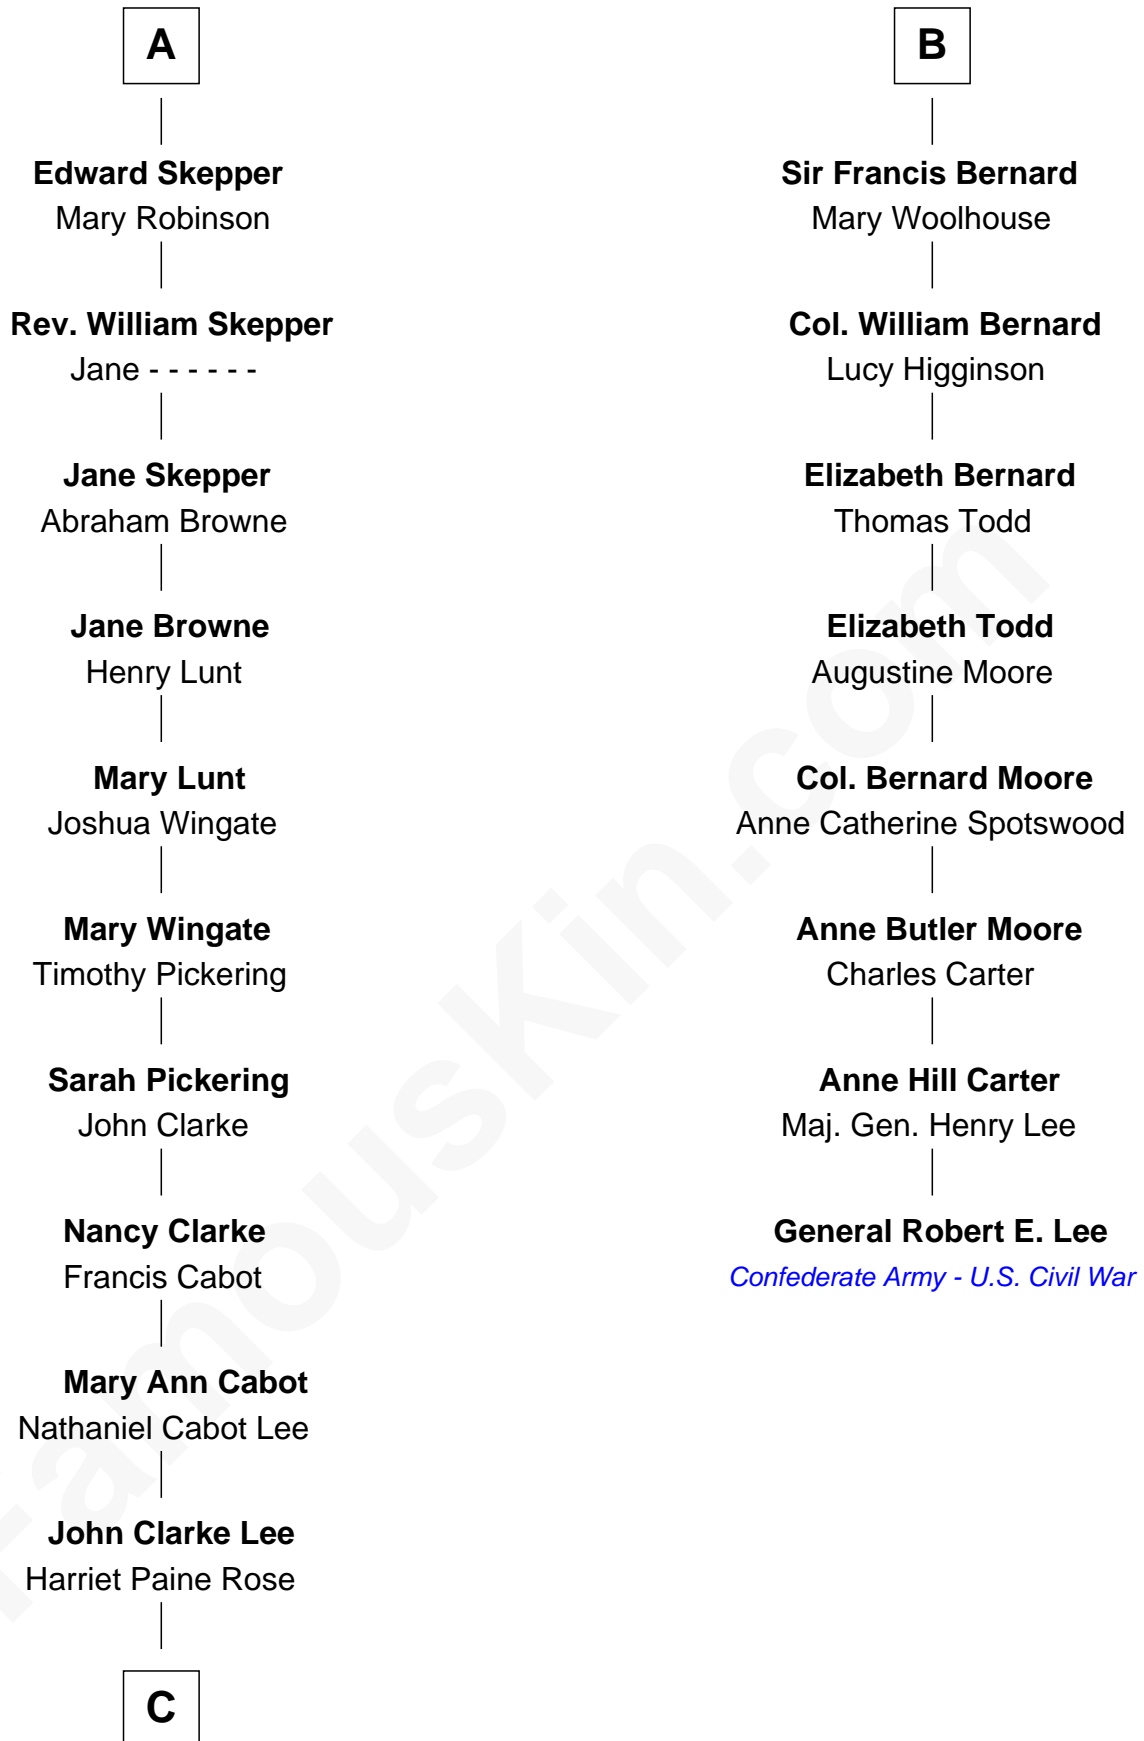 A
Edward Skepper
Mary Robinson
Rev. William Skepper
Jane - - - - - -
Jane Skepper
Abraham Browne
Jane Browne
Henry Lunt
Mary Lunt
Joshua Wingate
Mary Wingate
Timothy Pickering
Sarah Pickering
John Clarke
Nancy Clarke
Francis Cabot
Mary Ann Cabot
Nathaniel Cabot Lee
John Clarke Lee
Harriet Paine Rose
C
B
Sir Francis Bernard
Mary Woolhouse
Col. William Bernard
Lucy Higginson
Elizabeth Bernard
Thomas Todd
Elizabeth Todd
Augustine Moore
Col. Bernard Moore
Anne Catherine Spotswood
Anne Butler Moore
Charles Carter
Anne Hill Carter
Maj. Gen. Henry Lee
General Robert E. Lee
Confederate Army - U.S. Civil War
FamousKin.com